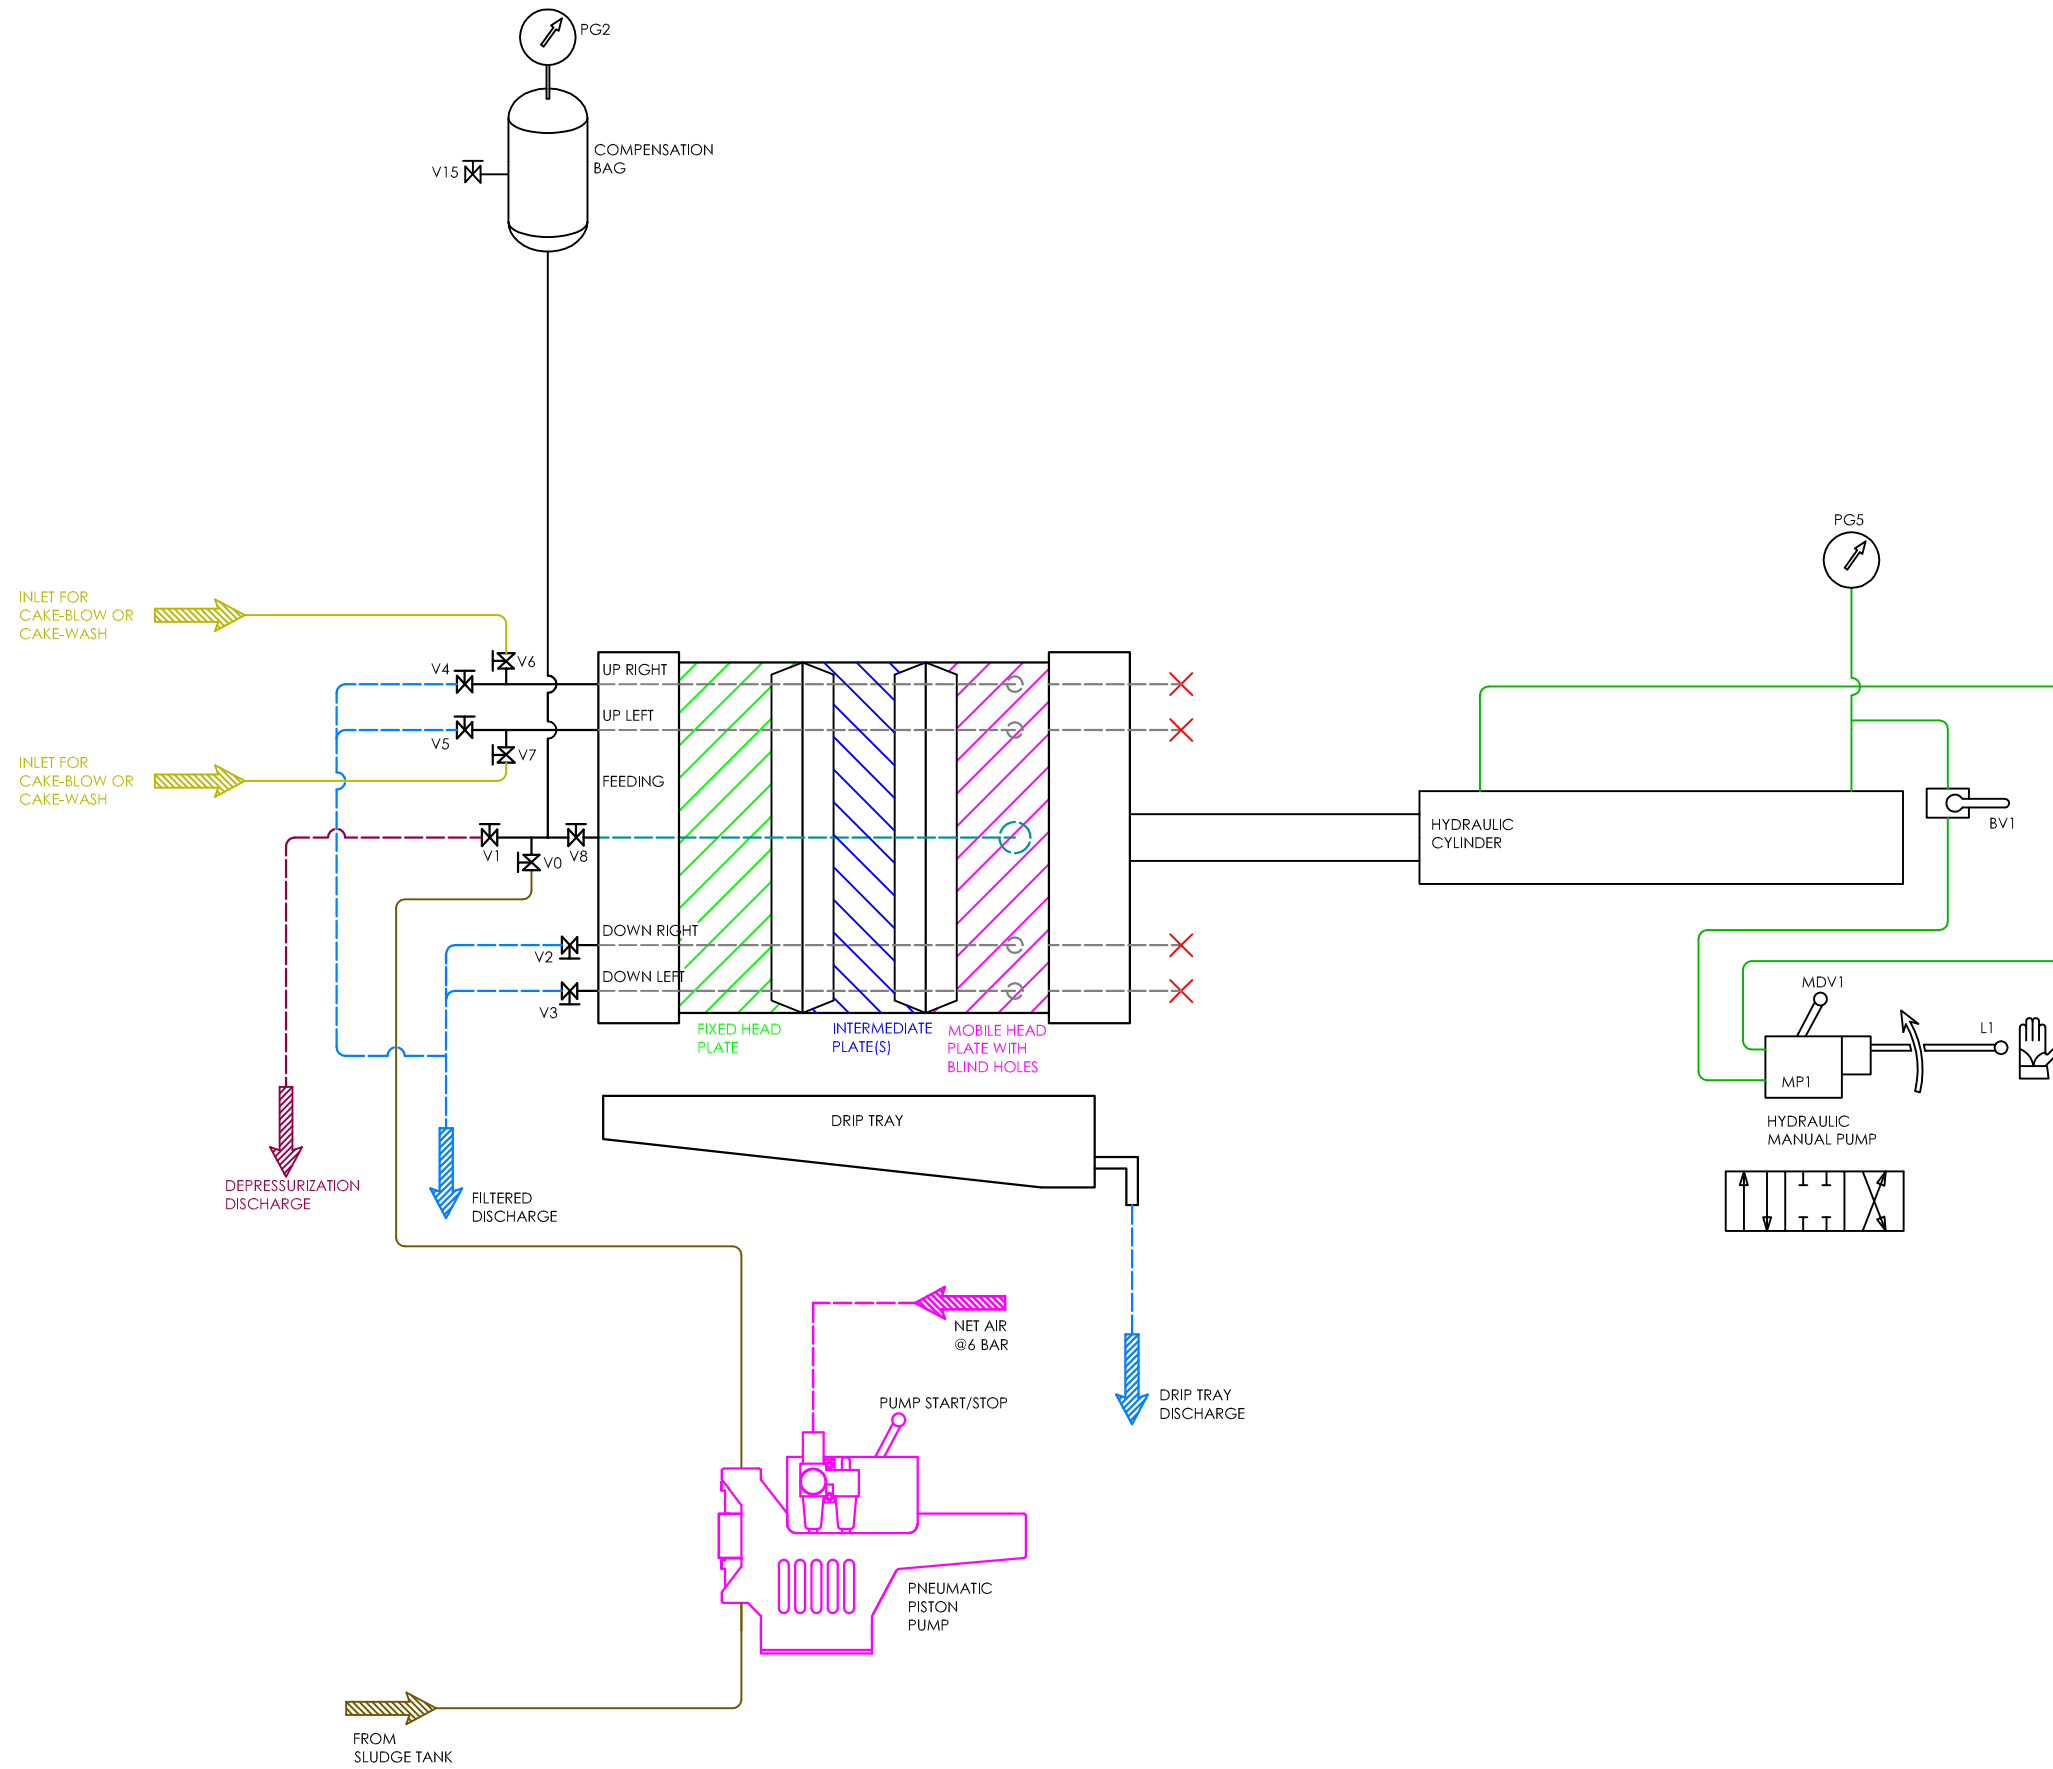 PG2
COMPENSATION
BAG
V15
PG5
INLET FOR
CAKE-BLOW OR
CAKE-WASH
V6
V4
UP RIGHT
UP LEFT
V5
V7
INLET FOR
CAKE-BLOW OR
CAKE-WASH
FEEDING
HYDRAULIC
CYLINDER
BV1
V1
V0
V8
DOWN RIGHT
V2
DOWN LEFT
V3
MDV1
L1
FIXED HEAD
PLATE
INTERMEDIATE
PLATE(S)
MOBILE HEAD
PLATE WITH
BLIND HOLES
MP1
HYDRAULIC
MANUAL PUMP
DRIP TRAY
DEPRESSURIZATION
DISCHARGE
FILTERED
DISCHARGE
NET AIR
@6 BAR
PUMP START/STOP
DRIP TRAY
DISCHARGE
PNEUMATIC
PISTON
PUMP
FROM
SLUDGE TANK